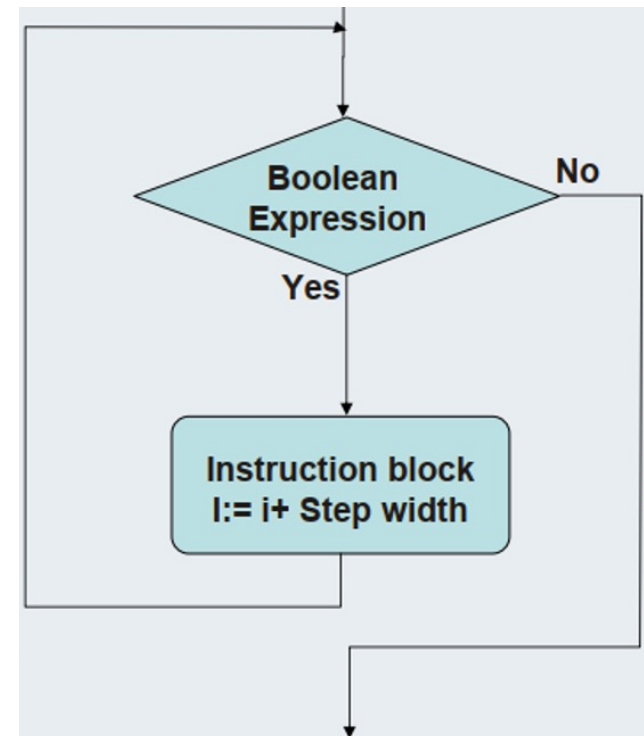 Boolean
Expression
No
Yes
Instruction block
I:= i+ Step width